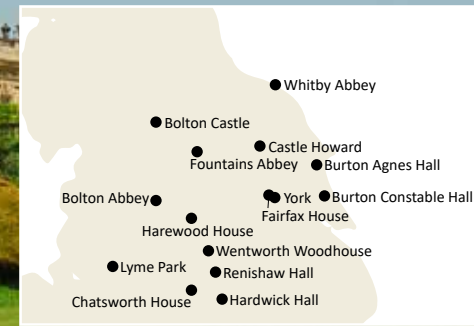 Whitby Abbey
Bolton Castle
Castle Howard
Fountains Abbey
Burton Agnes Hall
Bolton Abbey
York
Burton Constable Hall
Fairfax House
Harewood House
Wentworth Woodhouse
Lyme Park
Renishaw Hall
Chatsworth House
Hardwick Hall